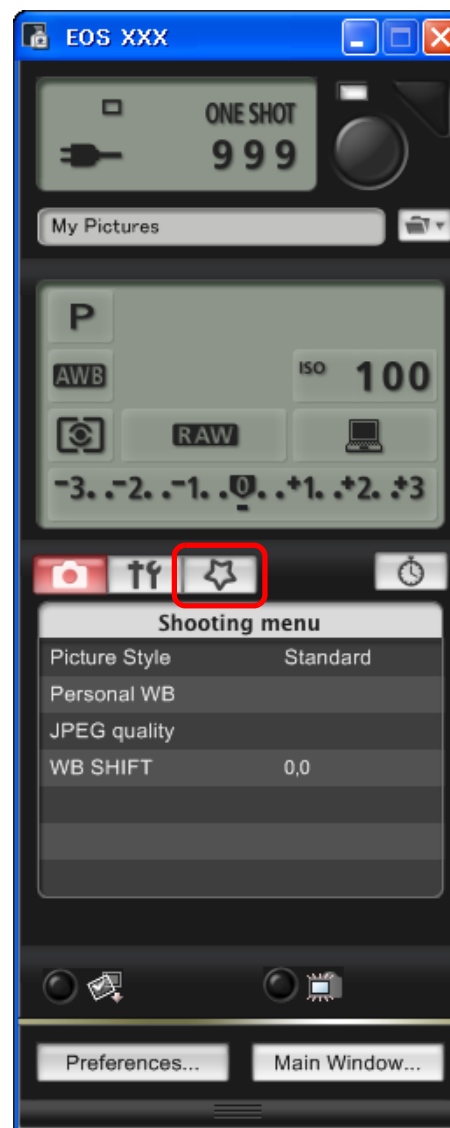 EOS XXX
ONE SHOT
999
My Pictures
P
AWB
ISO 100
RAW
-3. .-2. .-1. .0. .+1. .+2. .+3
Shooting menu
Picture Style Standard
Personal WB
JPEG quality
WB SHIFT 0,0
Preferences... Main Window...